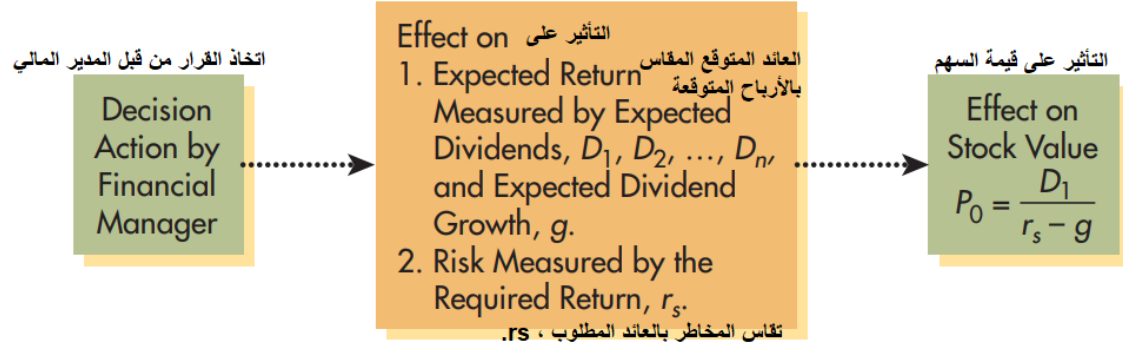 اتخاذ القرار من قبل المدير المالي
Decision
Action by
Financial
Manager
Effect on التأثير على
1. Expected Return العائد المتوقع المقاس
Measured by Expected بالأرباح المتوقعة
Dividends, D₁, D₂, …, Dₙ,
and Expected Dividend
Growth, g.
2. Risk Measured by the
Required Return, rₛ.
تقاس المخاطر بالعائد المطلوب ، rs.
التأثير على قيمة السهم
Effect on
Stock Value
P₀ = D₁ / (rₛ − g)